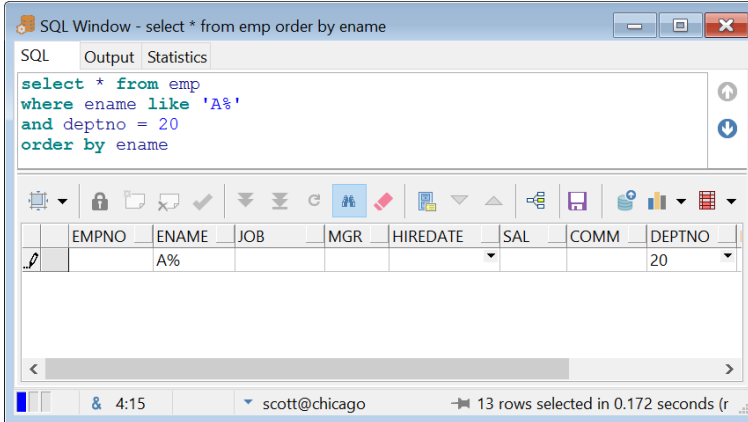 SQL Window - select * from emp order by ename
SQL Output Statistics
select * from emp
where ename like 'A%'
and deptno = 20
order by ename
EMPNO ENAME JOB MGR HIREDATE SAL COMM DEPTNO
A% 20
& 4:15 scott@chicago 13 rows selected in 0.172 seconds (r